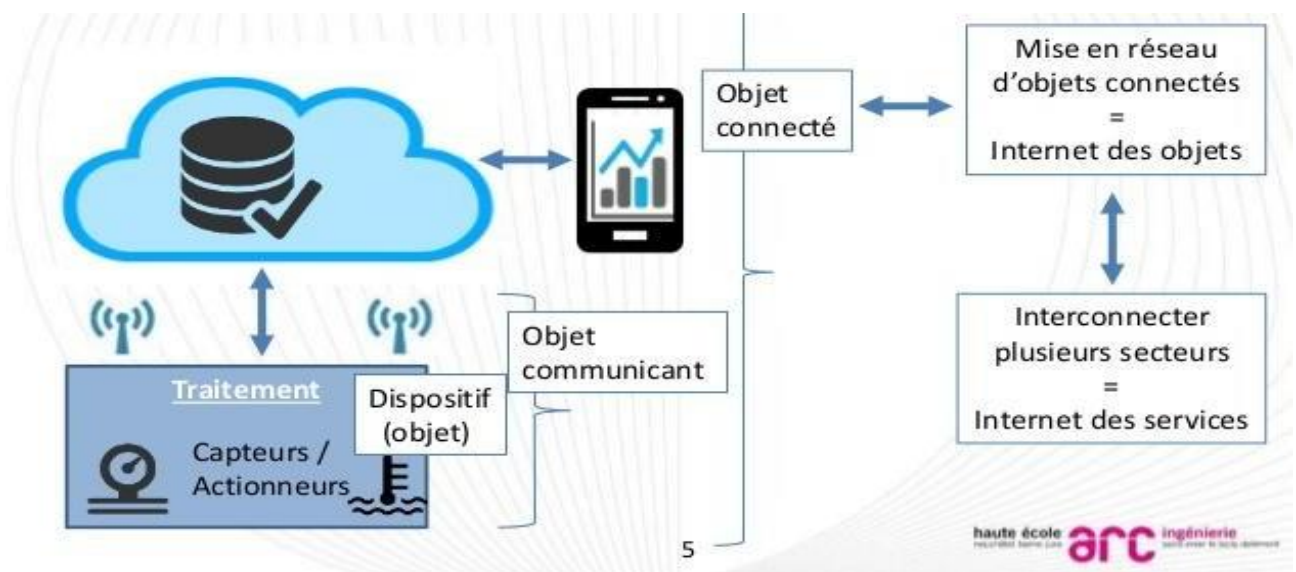 Objet
connecté
Mise en réseau
d'objets connectés
=
Internet des objets
Objet
communicant
Traitement
Dispositif
(objet)
Capteurs /
Actionneurs
Interconnecter
plusieurs secteurs
=
Internet des services
5
haute école
arc
ingénierie